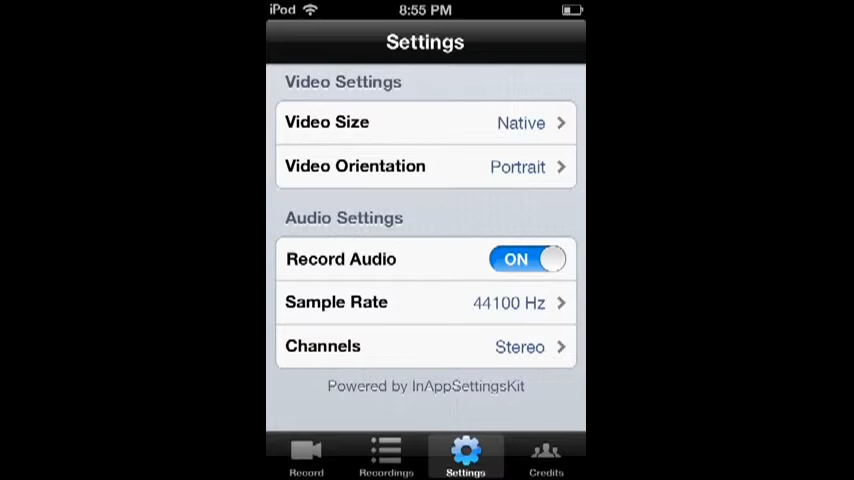 iPod 8:55 PM
Settings
Video Settings
Video Size Native
Video Orientation Portrait
Audio Settings
Record Audio ON
Sample Rate 44100 Hz
Channels Stereo
Powered by InAppSettingsKit
Record Recordings Settings Credits